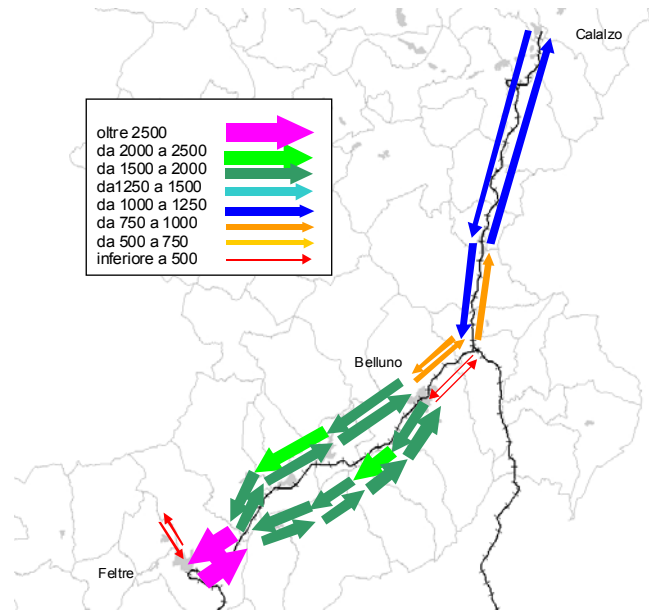 Calalzo
oltre 2500
da 2000 a 2500
da 1500 a 2000
da1250 a 1500
da 1000 a 1250
da 750 a 1000
da 500 a 750
inferiore a 500
Belluno
Feltre